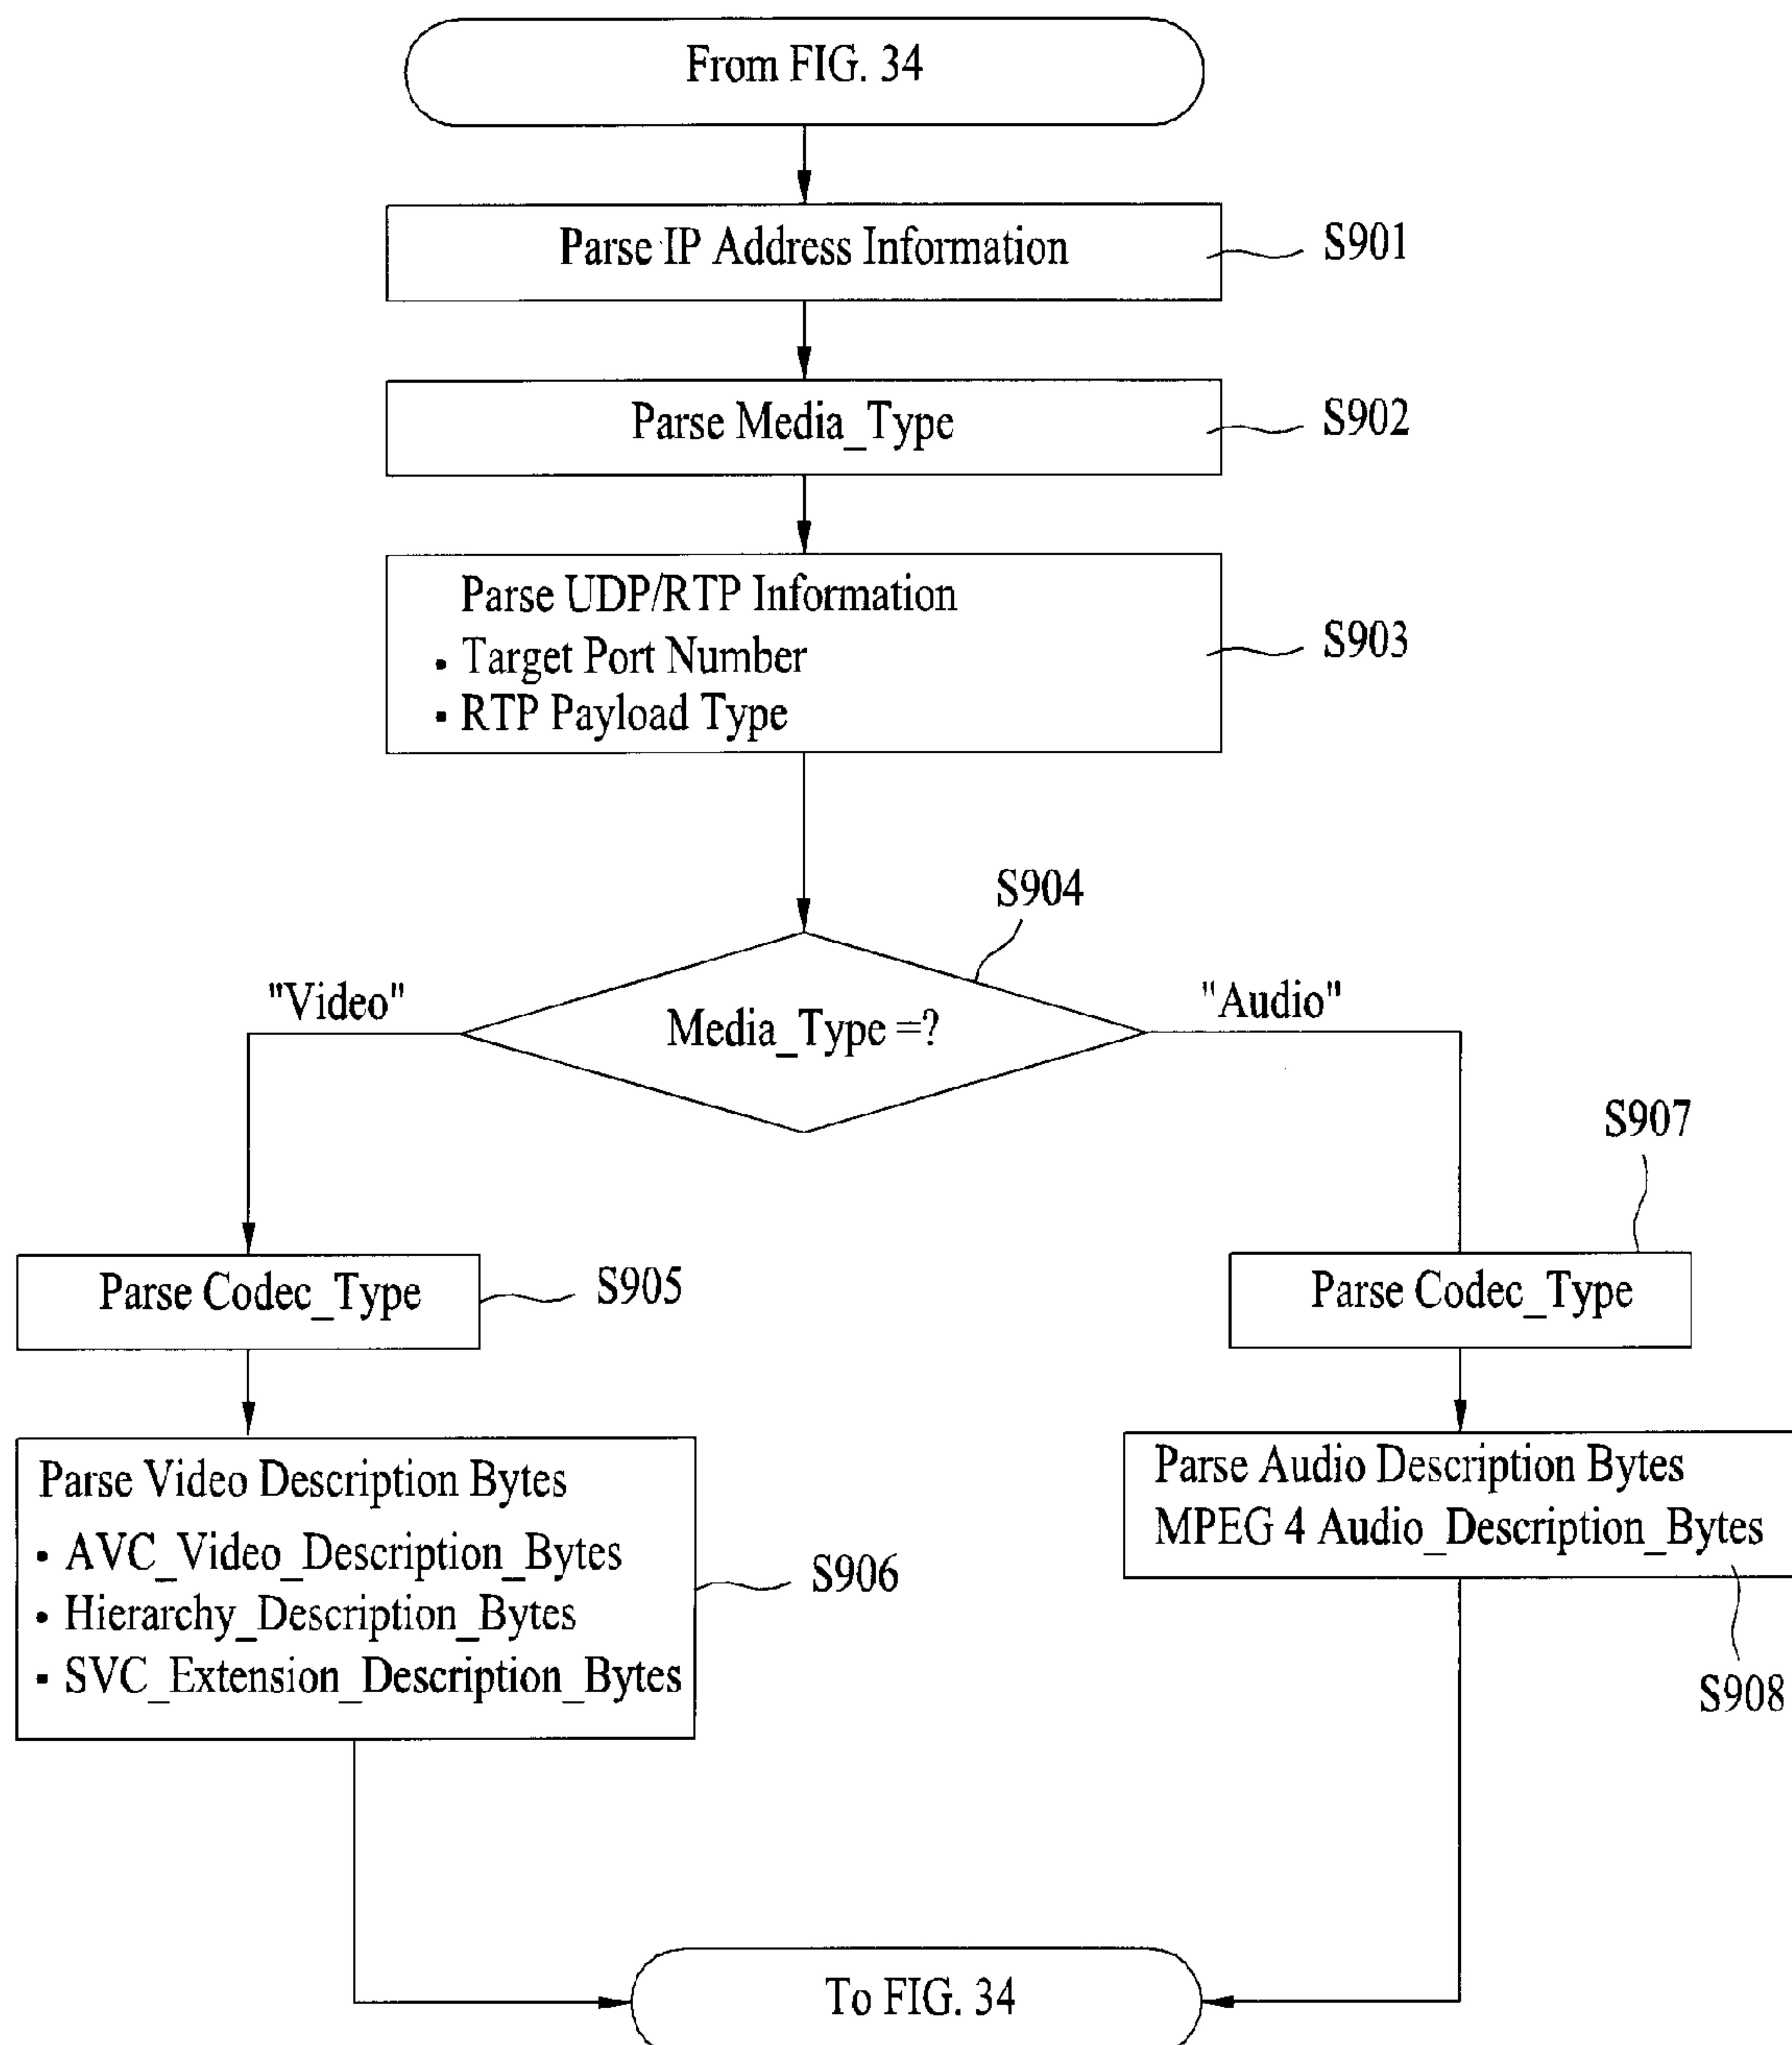 From FIG. 34
Parse IP Address Information
S901
Parse Media_Type
S902
Parse UDP/RTP Information
▪ Target Port Number
▪ RTP Payload Type
S903
S904
"Video"
Media_Type =?
"Audio"
S907
Parse Codec_Type
S905
Parse Codec_Type
Parse Video Description Bytes
▪ AVC_Video_Description_Bytes
▪ Hierarchy_Description_Bytes
▪ SVC_Extension_Description_Bytes
S906
Parse Audio Description Bytes
MPEG 4 Audio_Description_Bytes
S908
To FIG. 34